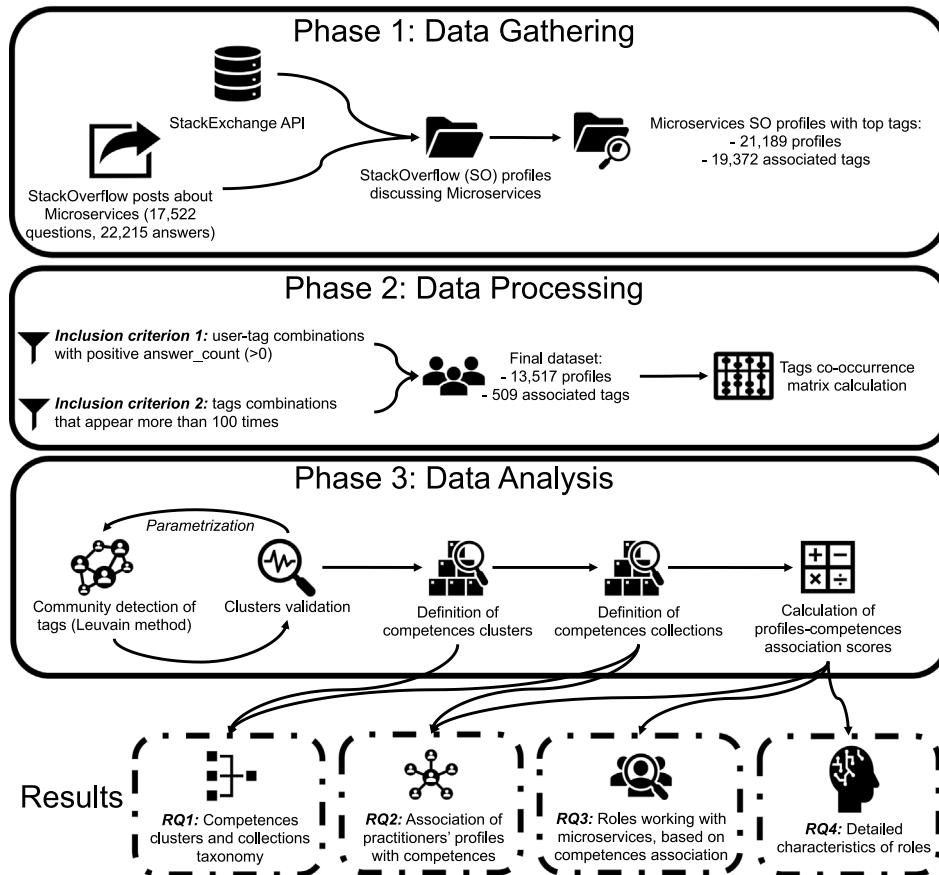 Phase 1: Data Gathering
StackExchange API
StackOverflow posts about
Microservices (17,522
questions, 22,215 answers)
StackOverflow (SO) profiles
discussing Microservices
Microservices SO profiles with top tags:
- 21,189 profiles
- 19,372 associated tags
Phase 2: Data Processing
Inclusion criterion 1: user-tag combinations
with positive answer_count (>0)
Inclusion criterion 2: tags combinations
that appear more than 100 times
Final dataset:
- 13,517 profiles
- 509 associated tags
Tags co-occurrence
matrix calculation
Phase 3: Data Analysis
Parametrization
Community detection of
tags (Leuvain method)
Clusters validation
Definition of
competences clusters
Definition of
competences collections
Calculation of
profiles-competences
association scores
Results
RQ1: Competences
clusters and collections
taxonomy
RQ2: Association of
practitioners' profiles
with competences
RQ3: Roles working with
microservices, based on
competences association
RQ4: Detailed
characteristics of roles